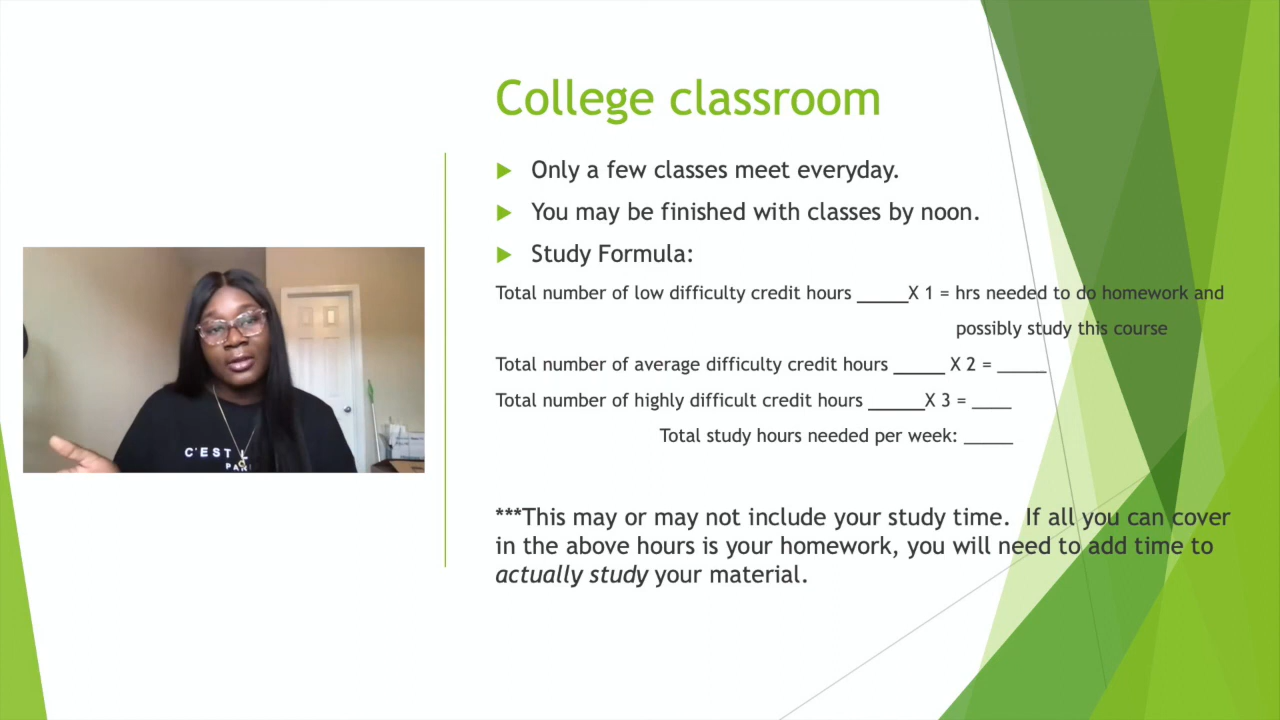 College classroom
Only a few classes meet everyday.
You may be finished with classes by noon.
Study Formula:
Total number of low difficulty credit hours _____X 1 = hrs needed to do homework and
possibly study this course
Total number of average difficulty credit hours _____ X 2 = _____
Total number of highly difficult credit hours ______X 3 = ____
Total study hours needed per week: _____
***This may or may not include your study time. If all you can cover
in the above hours is your homework, you will need to add time to
actually study your material.
C'EST